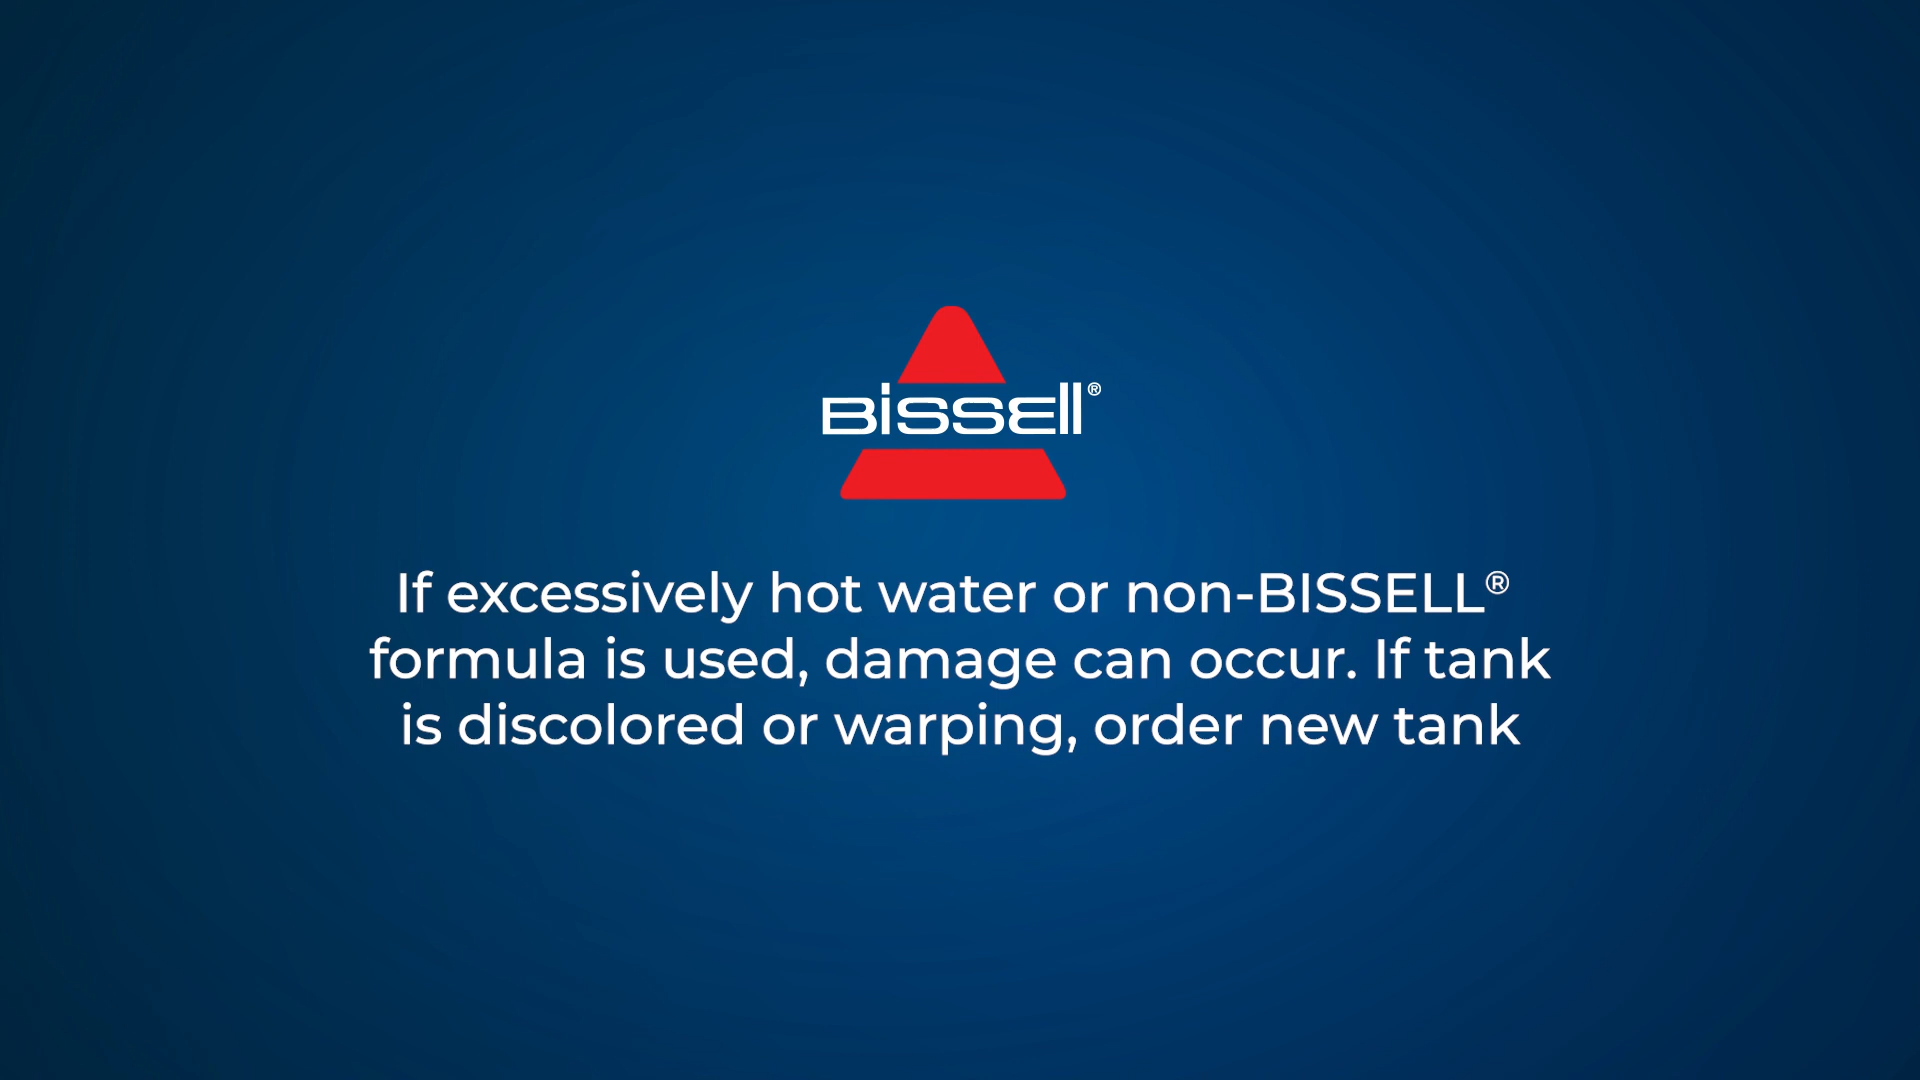 BISSELL®
If excessively hot water or non-BISSELL®
formula is used, damage can occur. If tank
is discolored or warping, order new tank